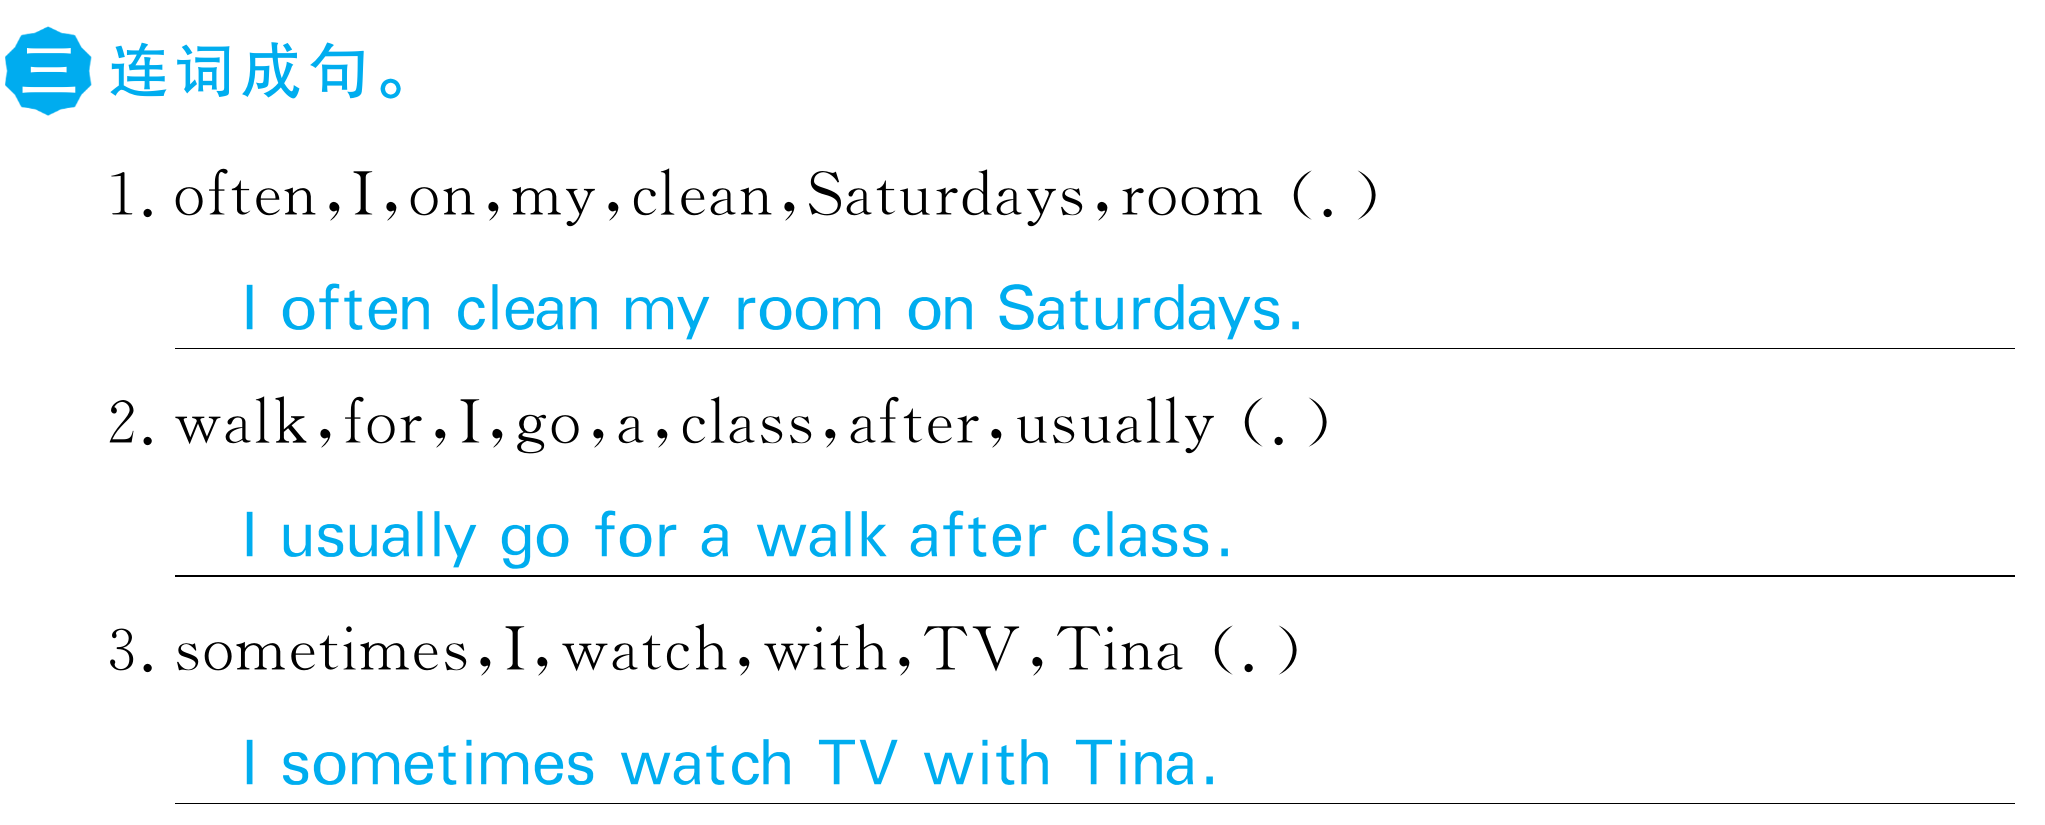 三 连词成句。
1. often,I,on,my,clean,Saturdays,room (.)
I often clean my room on Saturdays.
2. walk,for,I,go,a,class,after,usually (.)
I usually go for a walk after class.
3. sometimes,I,watch,with,TV,Tina (.)
I sometimes watch TV with Tina.